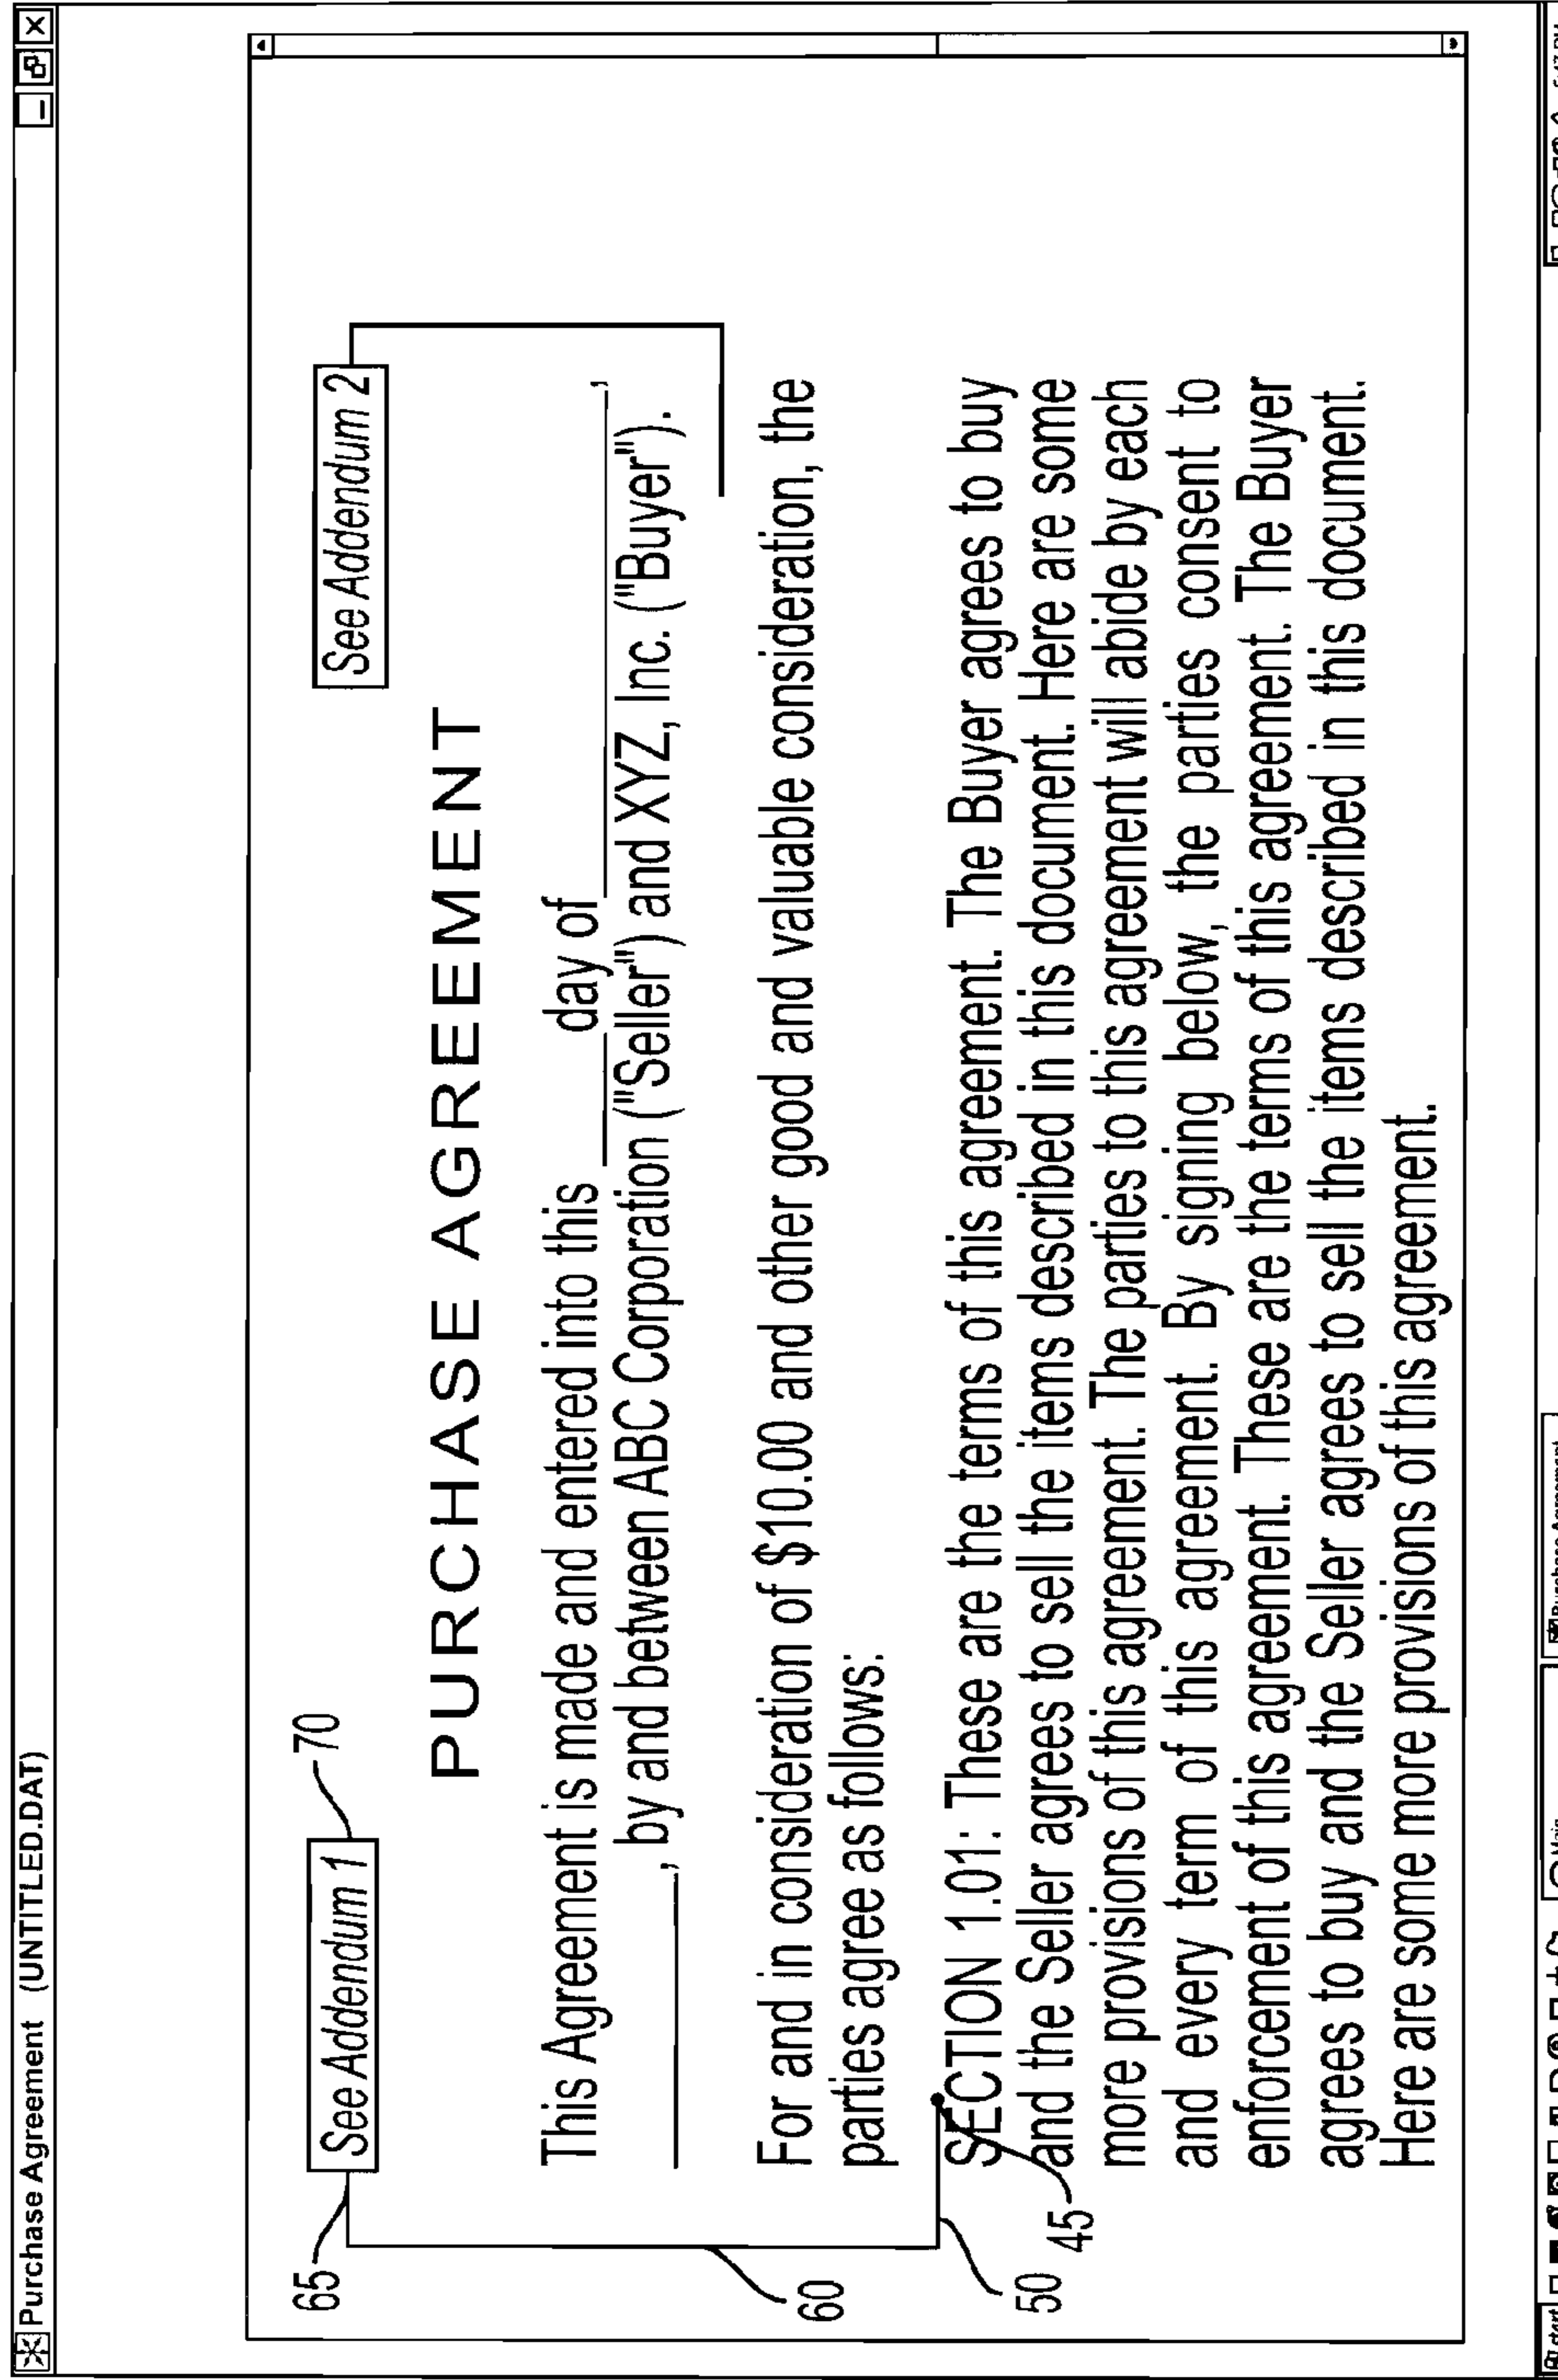 Purchase Agreement (UNTITLED.DAT)
65
See Addendum 1
70
See Addendum 2
PURCHASE AGREEMENT
This Agreement is made and entered into this ______ day of ____________________,
__________, by and between ABC Corporation ("Seller") and XYZ, Inc. ("Buyer").
60
For and in consideration of $10.00 and other good and valuable consideration, the
parties agree as follows:
50
45
SECTION 1.01: These are the terms of this agreement. The Buyer agrees to buy
and the Seller agrees to sell the items described in this document. Here are some
more provisions of this agreement. The parties to this agreement will abide by each
and every term of this agreement. By signing below, the parties consent to
enforcement of this agreement. These are the terms of this agreement. The Buyer
agrees to buy and the Seller agrees to sell the items described in this document.
Here are some more provisions of this agreement.
start
Purchase Agreement